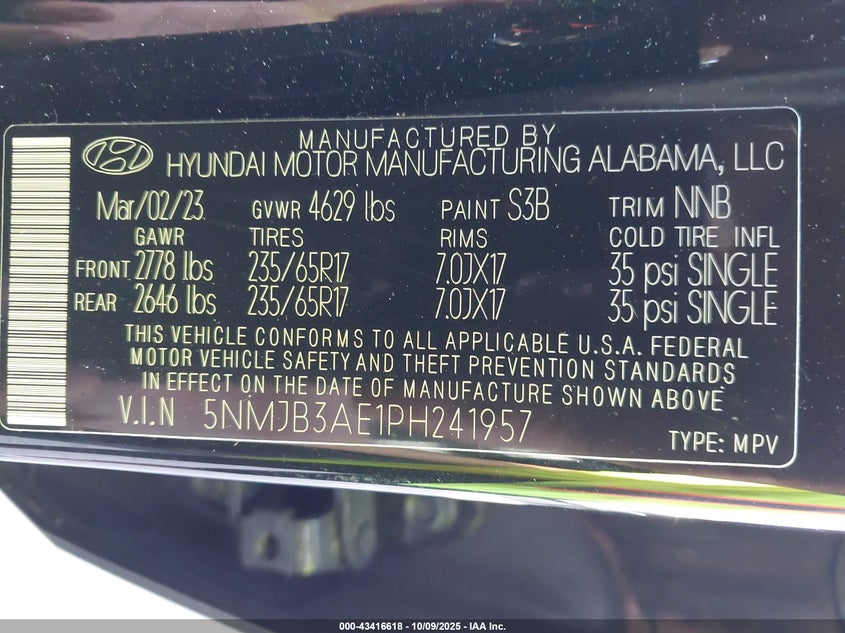 MANUFACTURED BY
HYUNDAI MOTOR MANUFACTURING ALABAMA, LLC
Mar/02/23 GVWR 4629 lbs PAINT S3B TRIM NNB
GAWR TIRES RIMS COLD TIRE INFL
FRONT 2778 lbs 235/65R17 7.0JX17 35 psi SINGLE
REAR 2646 lbs 235/65R17 7.0JX17 35 psi SINGLE
THIS VEHICLE CONFORMS TO ALL APPLICABLE U.S.A. FEDERAL
MOTOR VEHICLE SAFETY AND THEFT PREVENTION STANDARDS
IN EFFECT ON THE DATE OF MANUFACTURE SHOWN ABOVE
V.I.N 5NMJB3AE1PH241957
TYPE: MPV
000-43416618 - 10/09/2025 - IAA Inc.